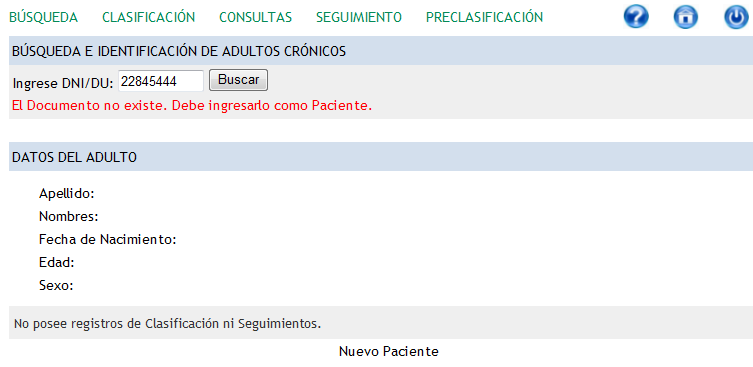 BÚSQUEDA CLASIFICACIÓN CONSULTAS SEGUIMIENTO PRECLASIFICACIÓN ?
BÚSQUEDA E IDENTIFICACIÓN DE ADULTOS CRÓNICOS
Ingrese DNI/DU: 22845444 Buscar
El Documento no existe. Debe ingresarlo como Paciente.
DATOS DEL ADULTO
Apellido:
Nombres:
Fecha de Nacimiento:
Edad:
Sexo:
No posee registros de Clasificación ni Seguimientos.
Nuevo Paciente